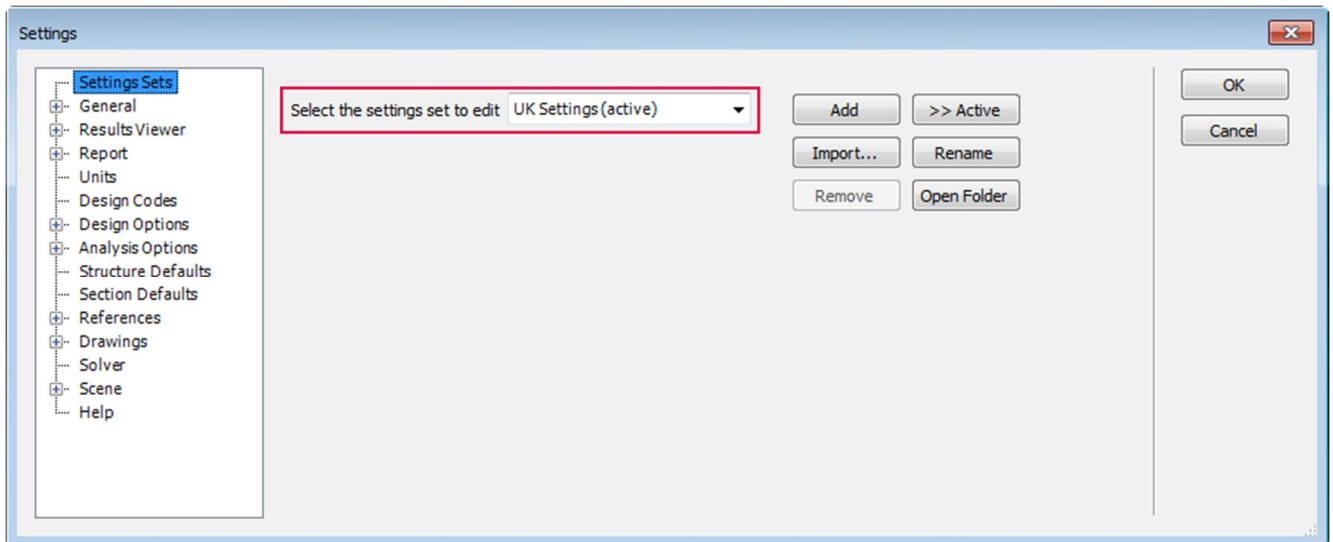 Settings
Settings Sets
General
Results Viewer
Report
Units
Design Codes
Design Options
Analysis Options
Structure Defaults
Section Defaults
References
Drawings
Solver
Scene
Help
Select the settings set to edit UK Settings (active)
Add >> Active
Import... Rename
Remove Open Folder
OK
Cancel